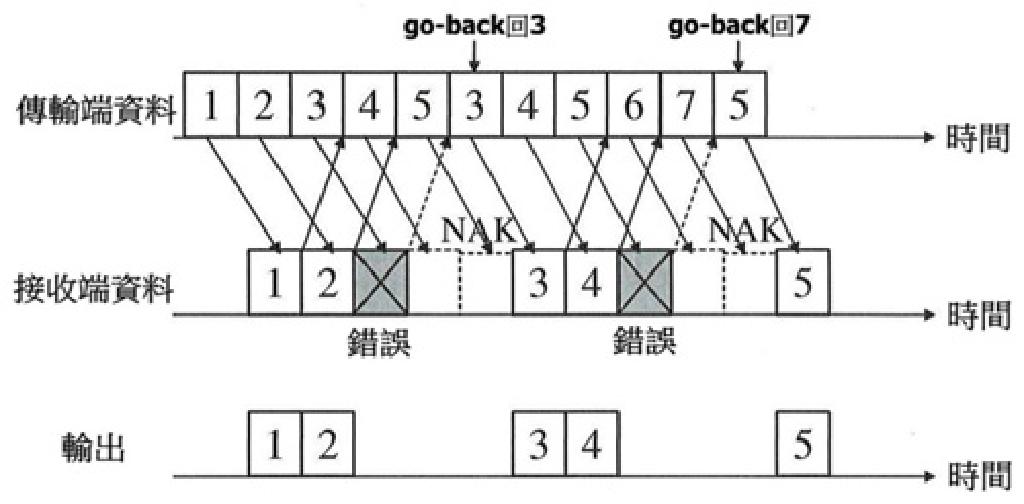 go-back回3 go-back回7
傳輸端資料 1 2 3 4 5 3 4 5 6 7 5
時間
NAK NAK
接收端資料 1 2 3 4 5
時間
錯誤 錯誤
輸出 1 2 3 4 5
時間